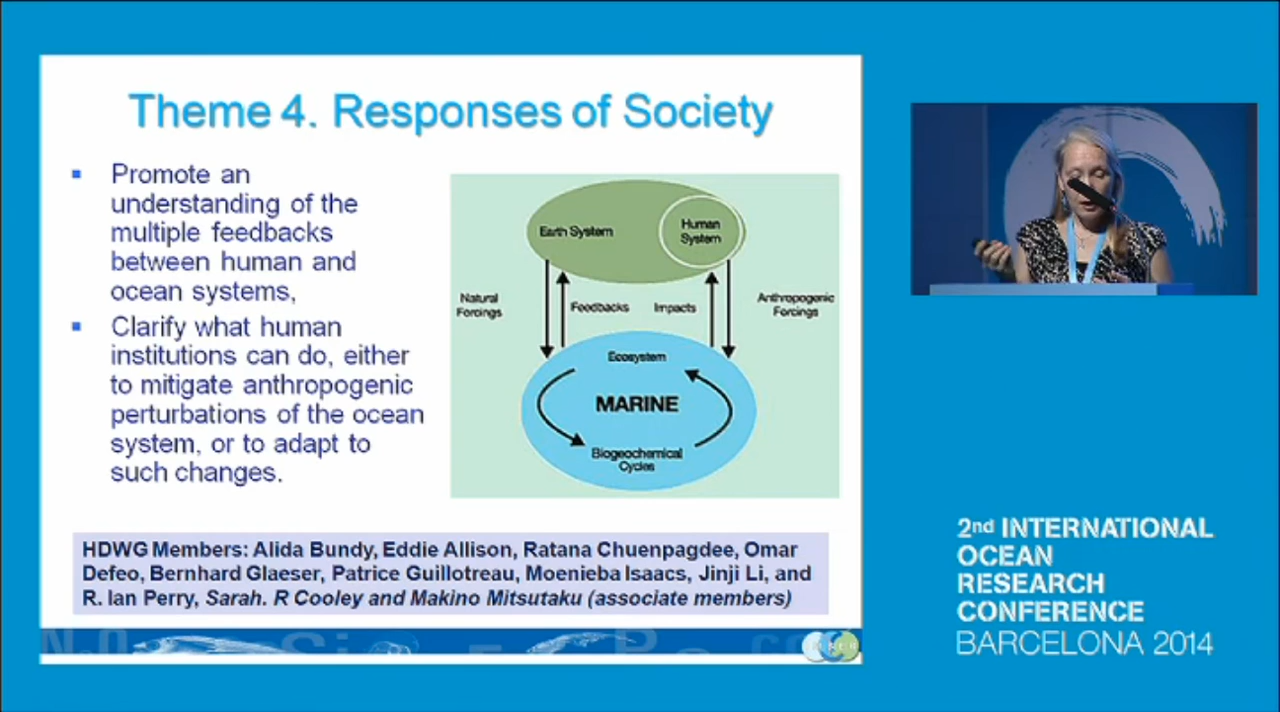 Theme 4. Responses of Society
▪ Promote an
understanding of the
multiple feedbacks
between human and
ocean systems,
▪ Clarify what human
institutions can do, either
to mitigate anthropogenic
perturbations of the ocean
system, or to adapt to
such changes.
Earth System
Human
System
Natural
Forcings
Feedbacks
Impacts
Anthropogenic
Forcings
Ecosystem
MARINE
Biogeochemical
Cycles
HDWG Members: Alida Bundy, Eddie Allison, Ratana Chuenpagdee, Omar
Defeo, Bernhard Glaeser, Patrice Guillotreau, Moenieba Isaacs, Jinji Li, and
R. Ian Perry, Sarah. R Cooley and Makino Mitsutaku (associate members)
2nd INTERNATIONAL
OCEAN
RESEARCH
CONFERENCE
BARCELONA 2014